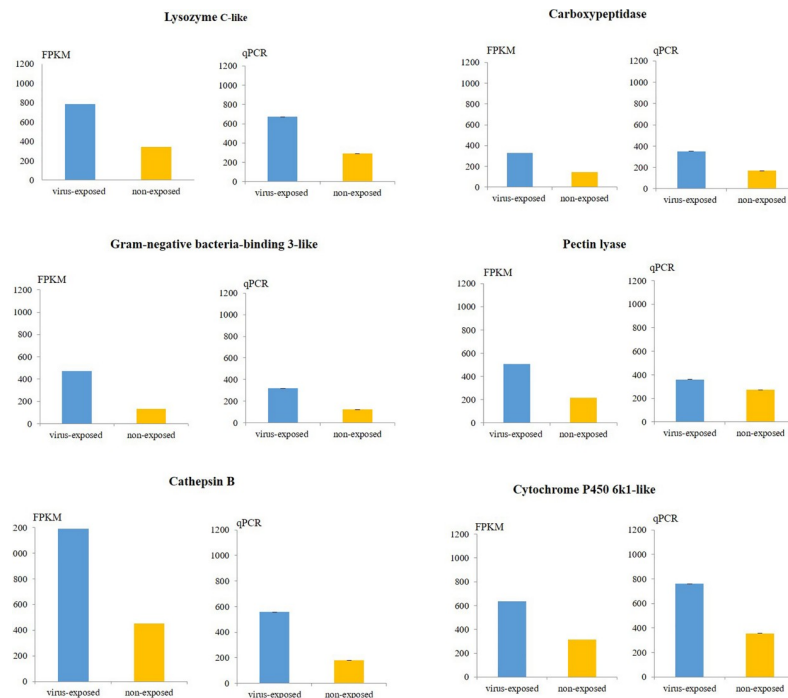 Lysozyme C-like
FPKM
1200
1000
800
600
400
200
0
virus-exposed non-exposed
qPCR
1200
1000
800
600
400
200
0
virus-exposed non-exposed
Carboxypeptidase
FPKM
1200
1000
800
600
400
200
0
virus-exposed non-exposed
qPCR
1200
1000
800
600
400
200
0
virus-exposed non-exposed
Gram-negative bacteria-binding 3-like
FPKM
1200
1000
800
600
400
200
0
virus-exposed non-exposed
qPCR
1200
1000
800
600
400
200
0
virus-exposed non-exposed
Pectin lyase
FPKM
1200
1000
800
600
400
200
0
virus-exposed non-exposed
qPCR
1200
1000
800
600
400
200
0
virus-exposed non-exposed
Cathepsin B
FPKM
200
000
800
600
400
200
0
virus-exposed non-exposed
qPCR
1200
1000
800
600
400
200
0
virus-exposed non-exposed
Cytochrome P450 6k1-like
FPKM
1200
1000
800
600
400
200
0
virus-exposed non-exposed
qPCR
1200
1000
800
600
400
200
0
virus-exposed non-exposed